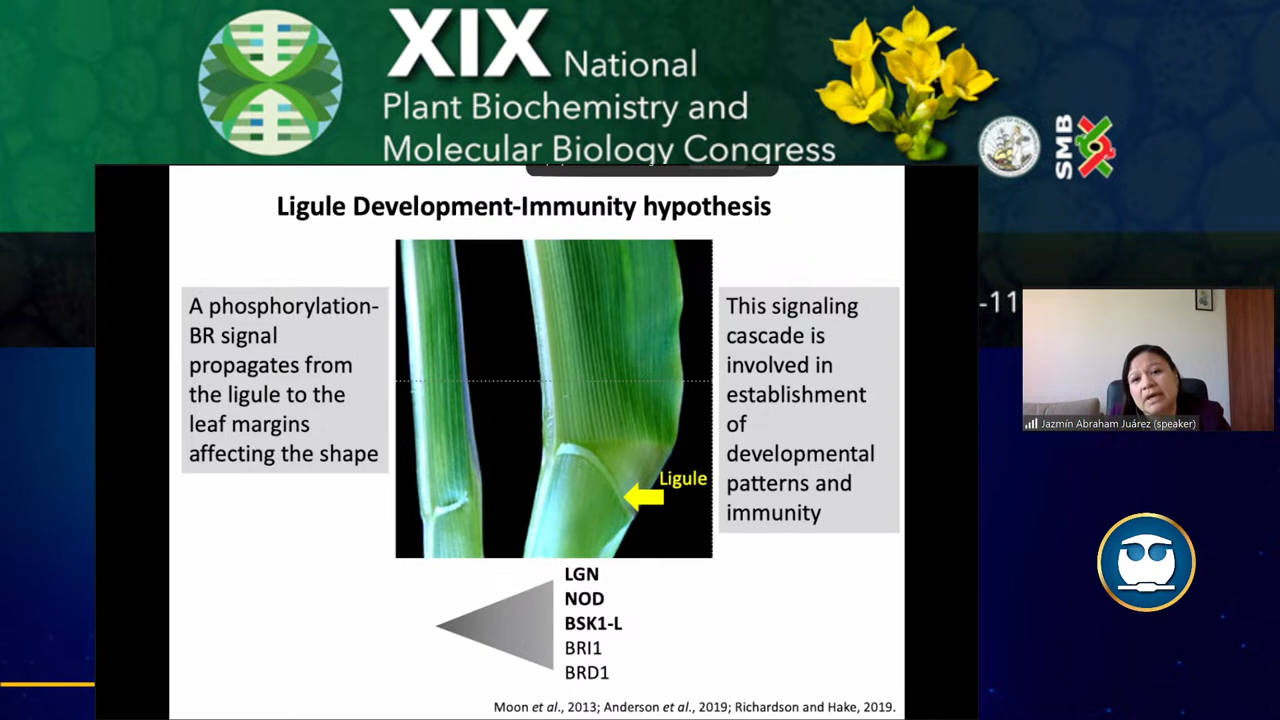 XIX National
Plant Biochemistry and
Molecular Biology Congress
SMB
Ligule Development-Immunity hypothesis
A phosphorylation-
BR signal
propagates from
the ligule to the
leaf margins
affecting the shape
Ligule
This signaling
cascade is
involved in
establishment
of
developmental
patterns and
immunity
-11
Jazmín Abraham Juárez (speaker)
LGN
NOD
BSK1-L
BRI1
BRD1
Moon et al., 2013; Anderson et al., 2019; Richardson and Hake, 2019.